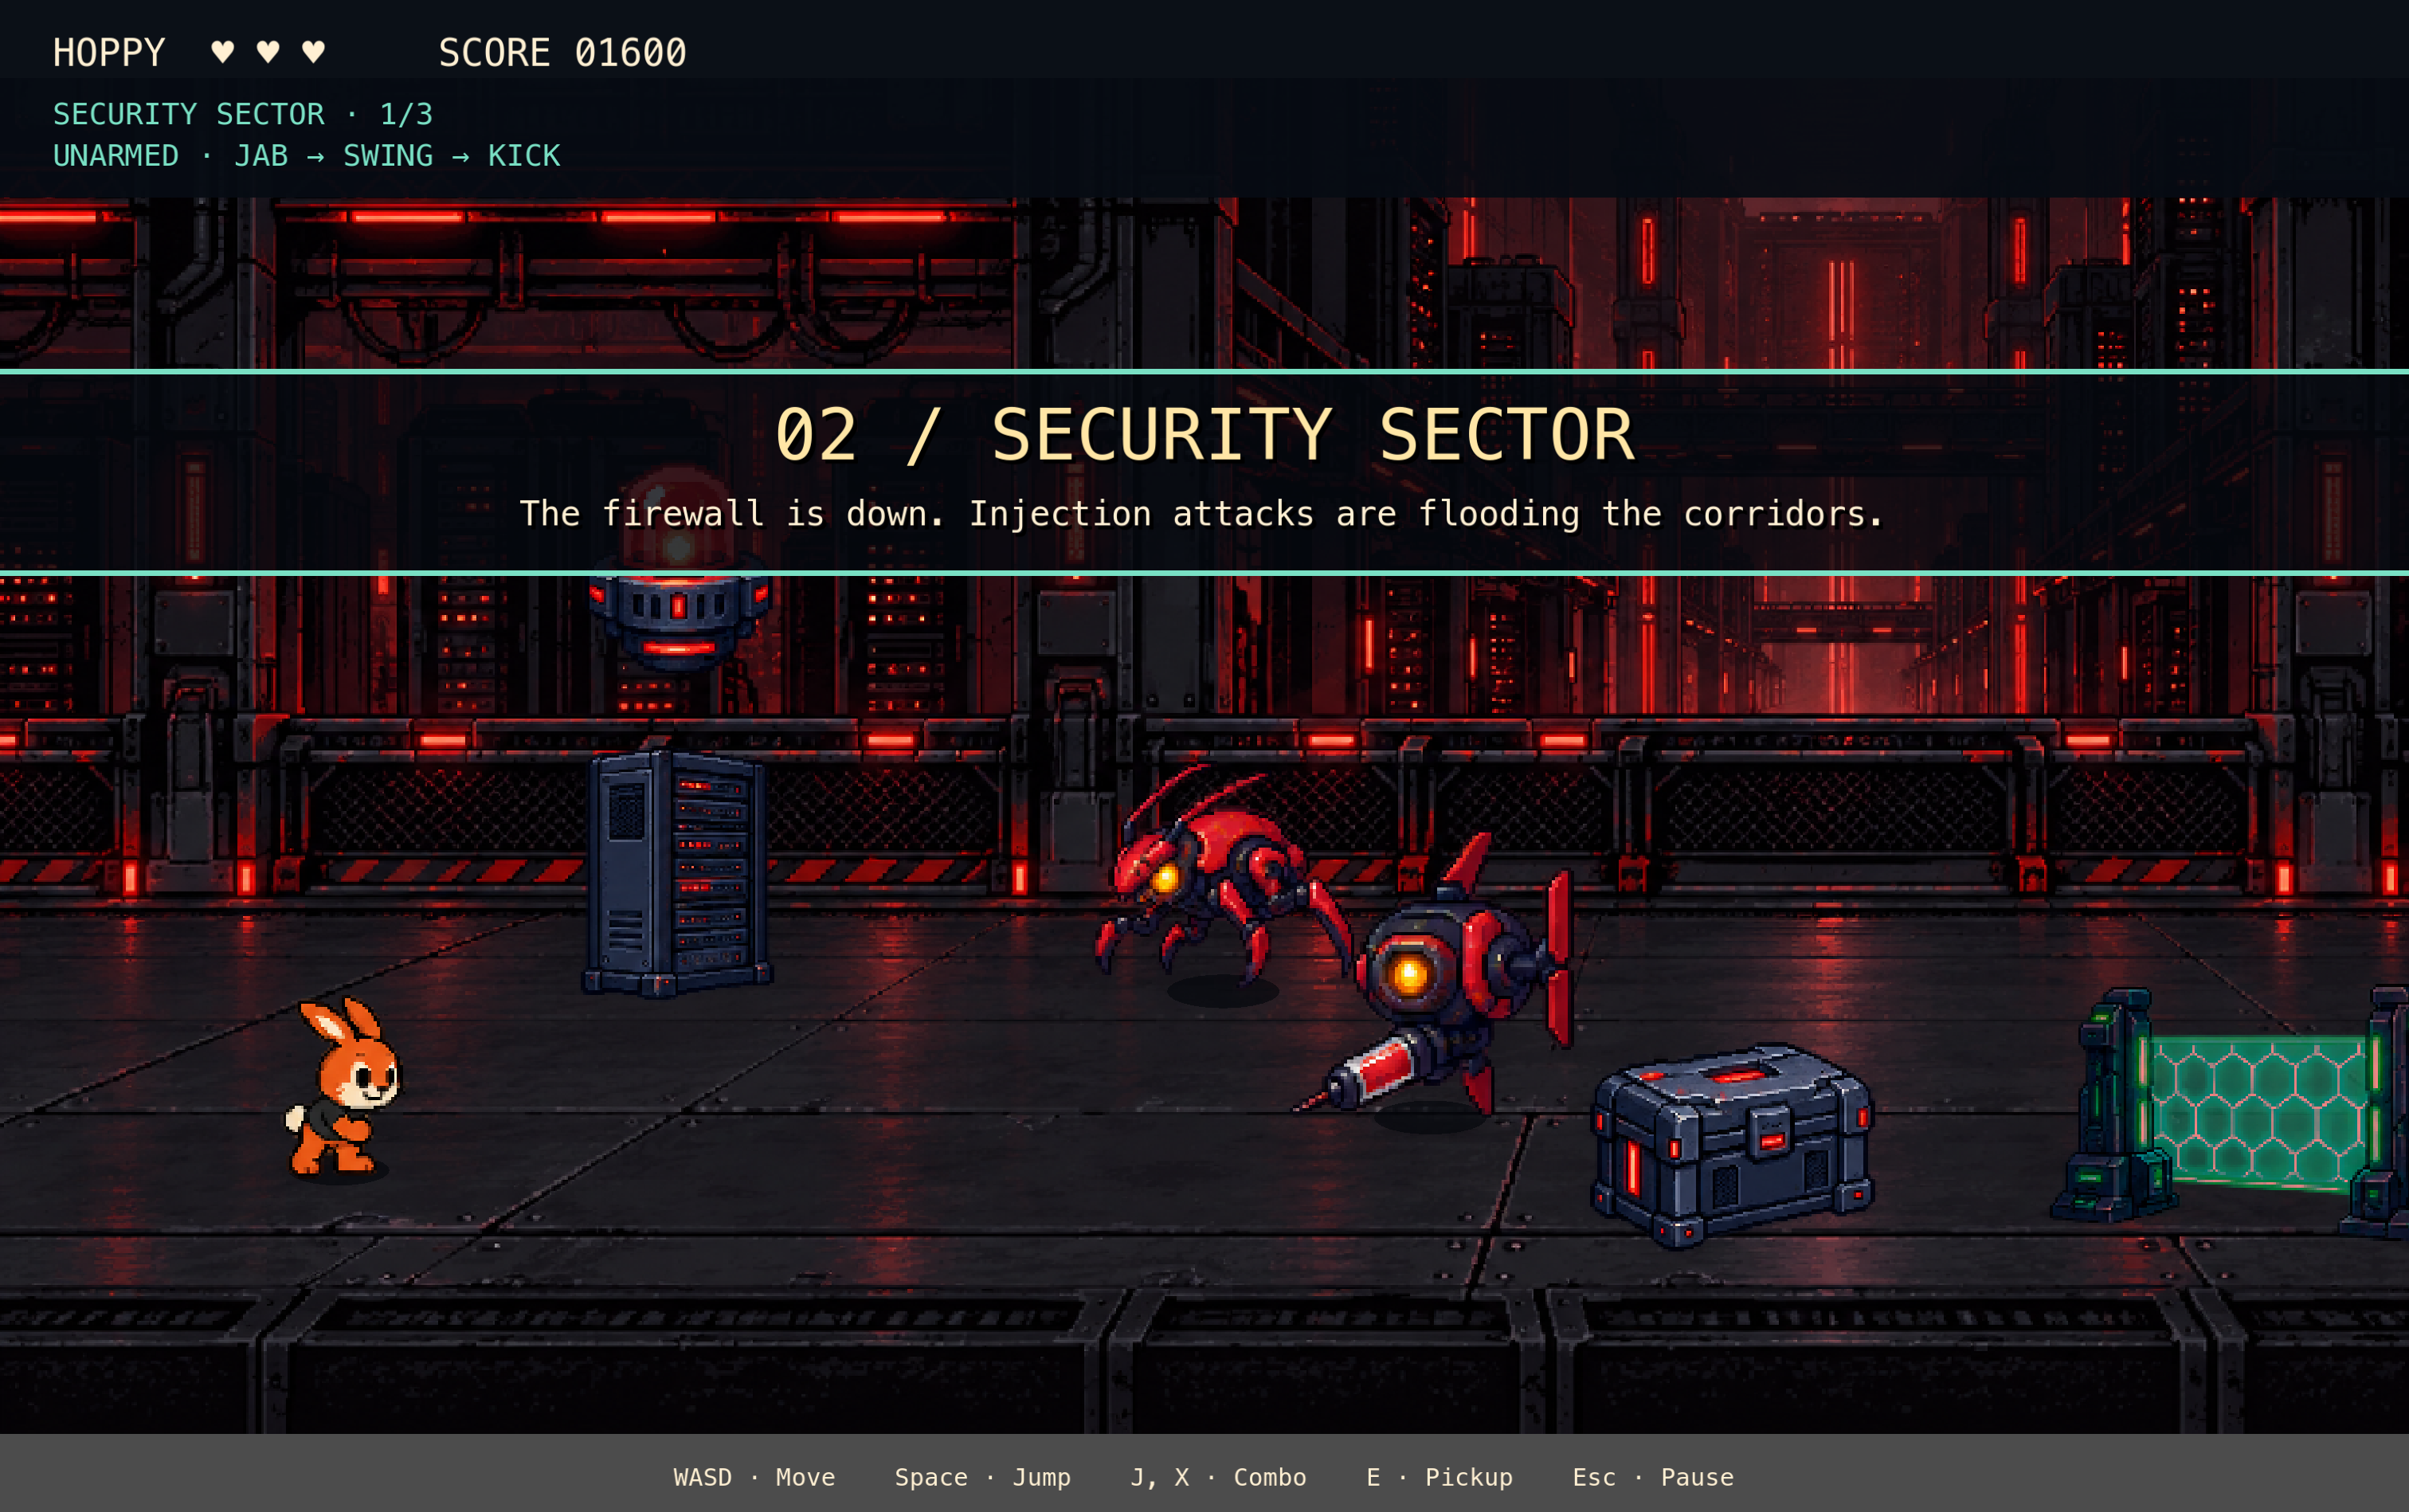 HOPPY ♥ ♥ ♥ SCORE 01600
SECURITY SECTOR · 1/3
UNARMED · JAB → SWING → KICK
02 / SECURITY SECTOR
The firewall is down. Injection attacks are flooding the corridors.
WASD · Move Space · Jump J, X · Combo E · Pickup Esc · Pause